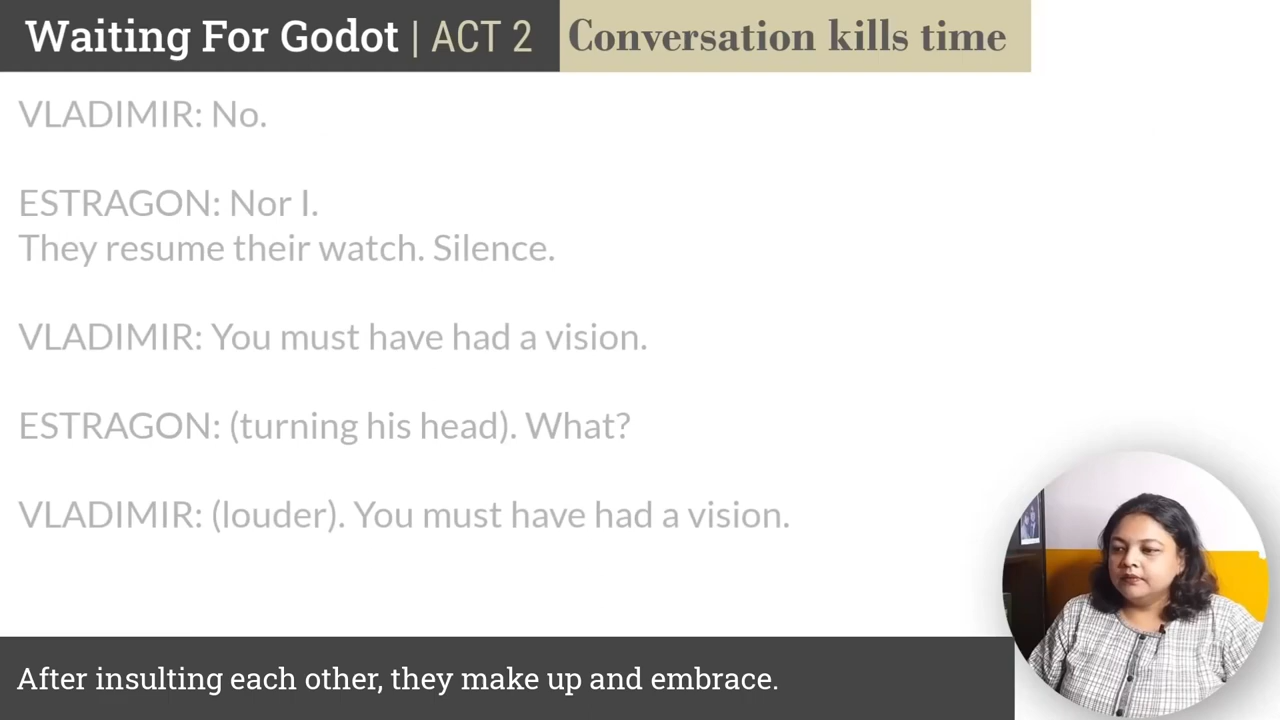 Waiting For Godot | ACT 2 Conversation kills time
VLADIMIR: No.
ESTRAGON: Nor I.
They resume their watch. Silence.
VLADIMIR: You must have had a vision.
ESTRAGON: (turning his head). What?
VLADIMIR: (louder). You must have had a vision.
After insulting each other, they make up and embrace.